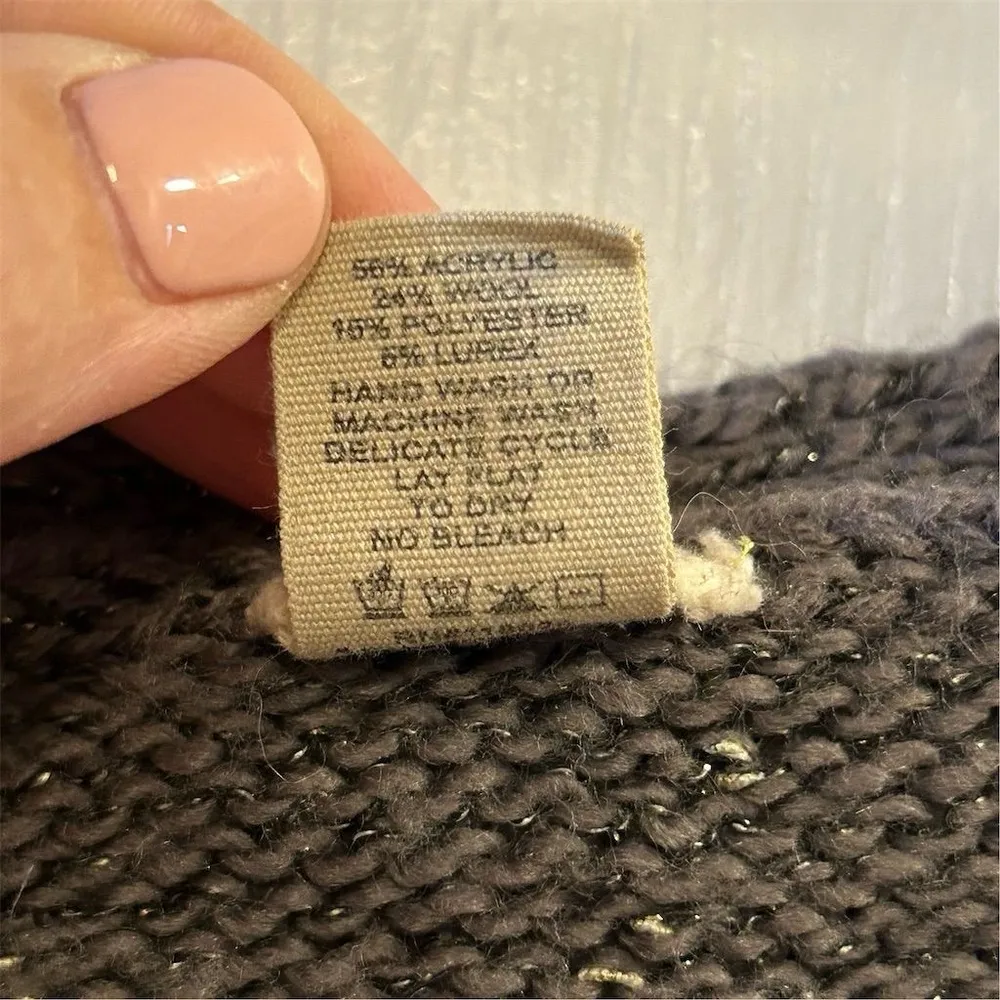 56% ACRYLIC
24% WOOL
15% POLYESTER
5% LUREX
HAND WASH OR
MACHINE WASH
DELICATE CYCLE
LAY FLAT
TO DRY
NO BLEACH